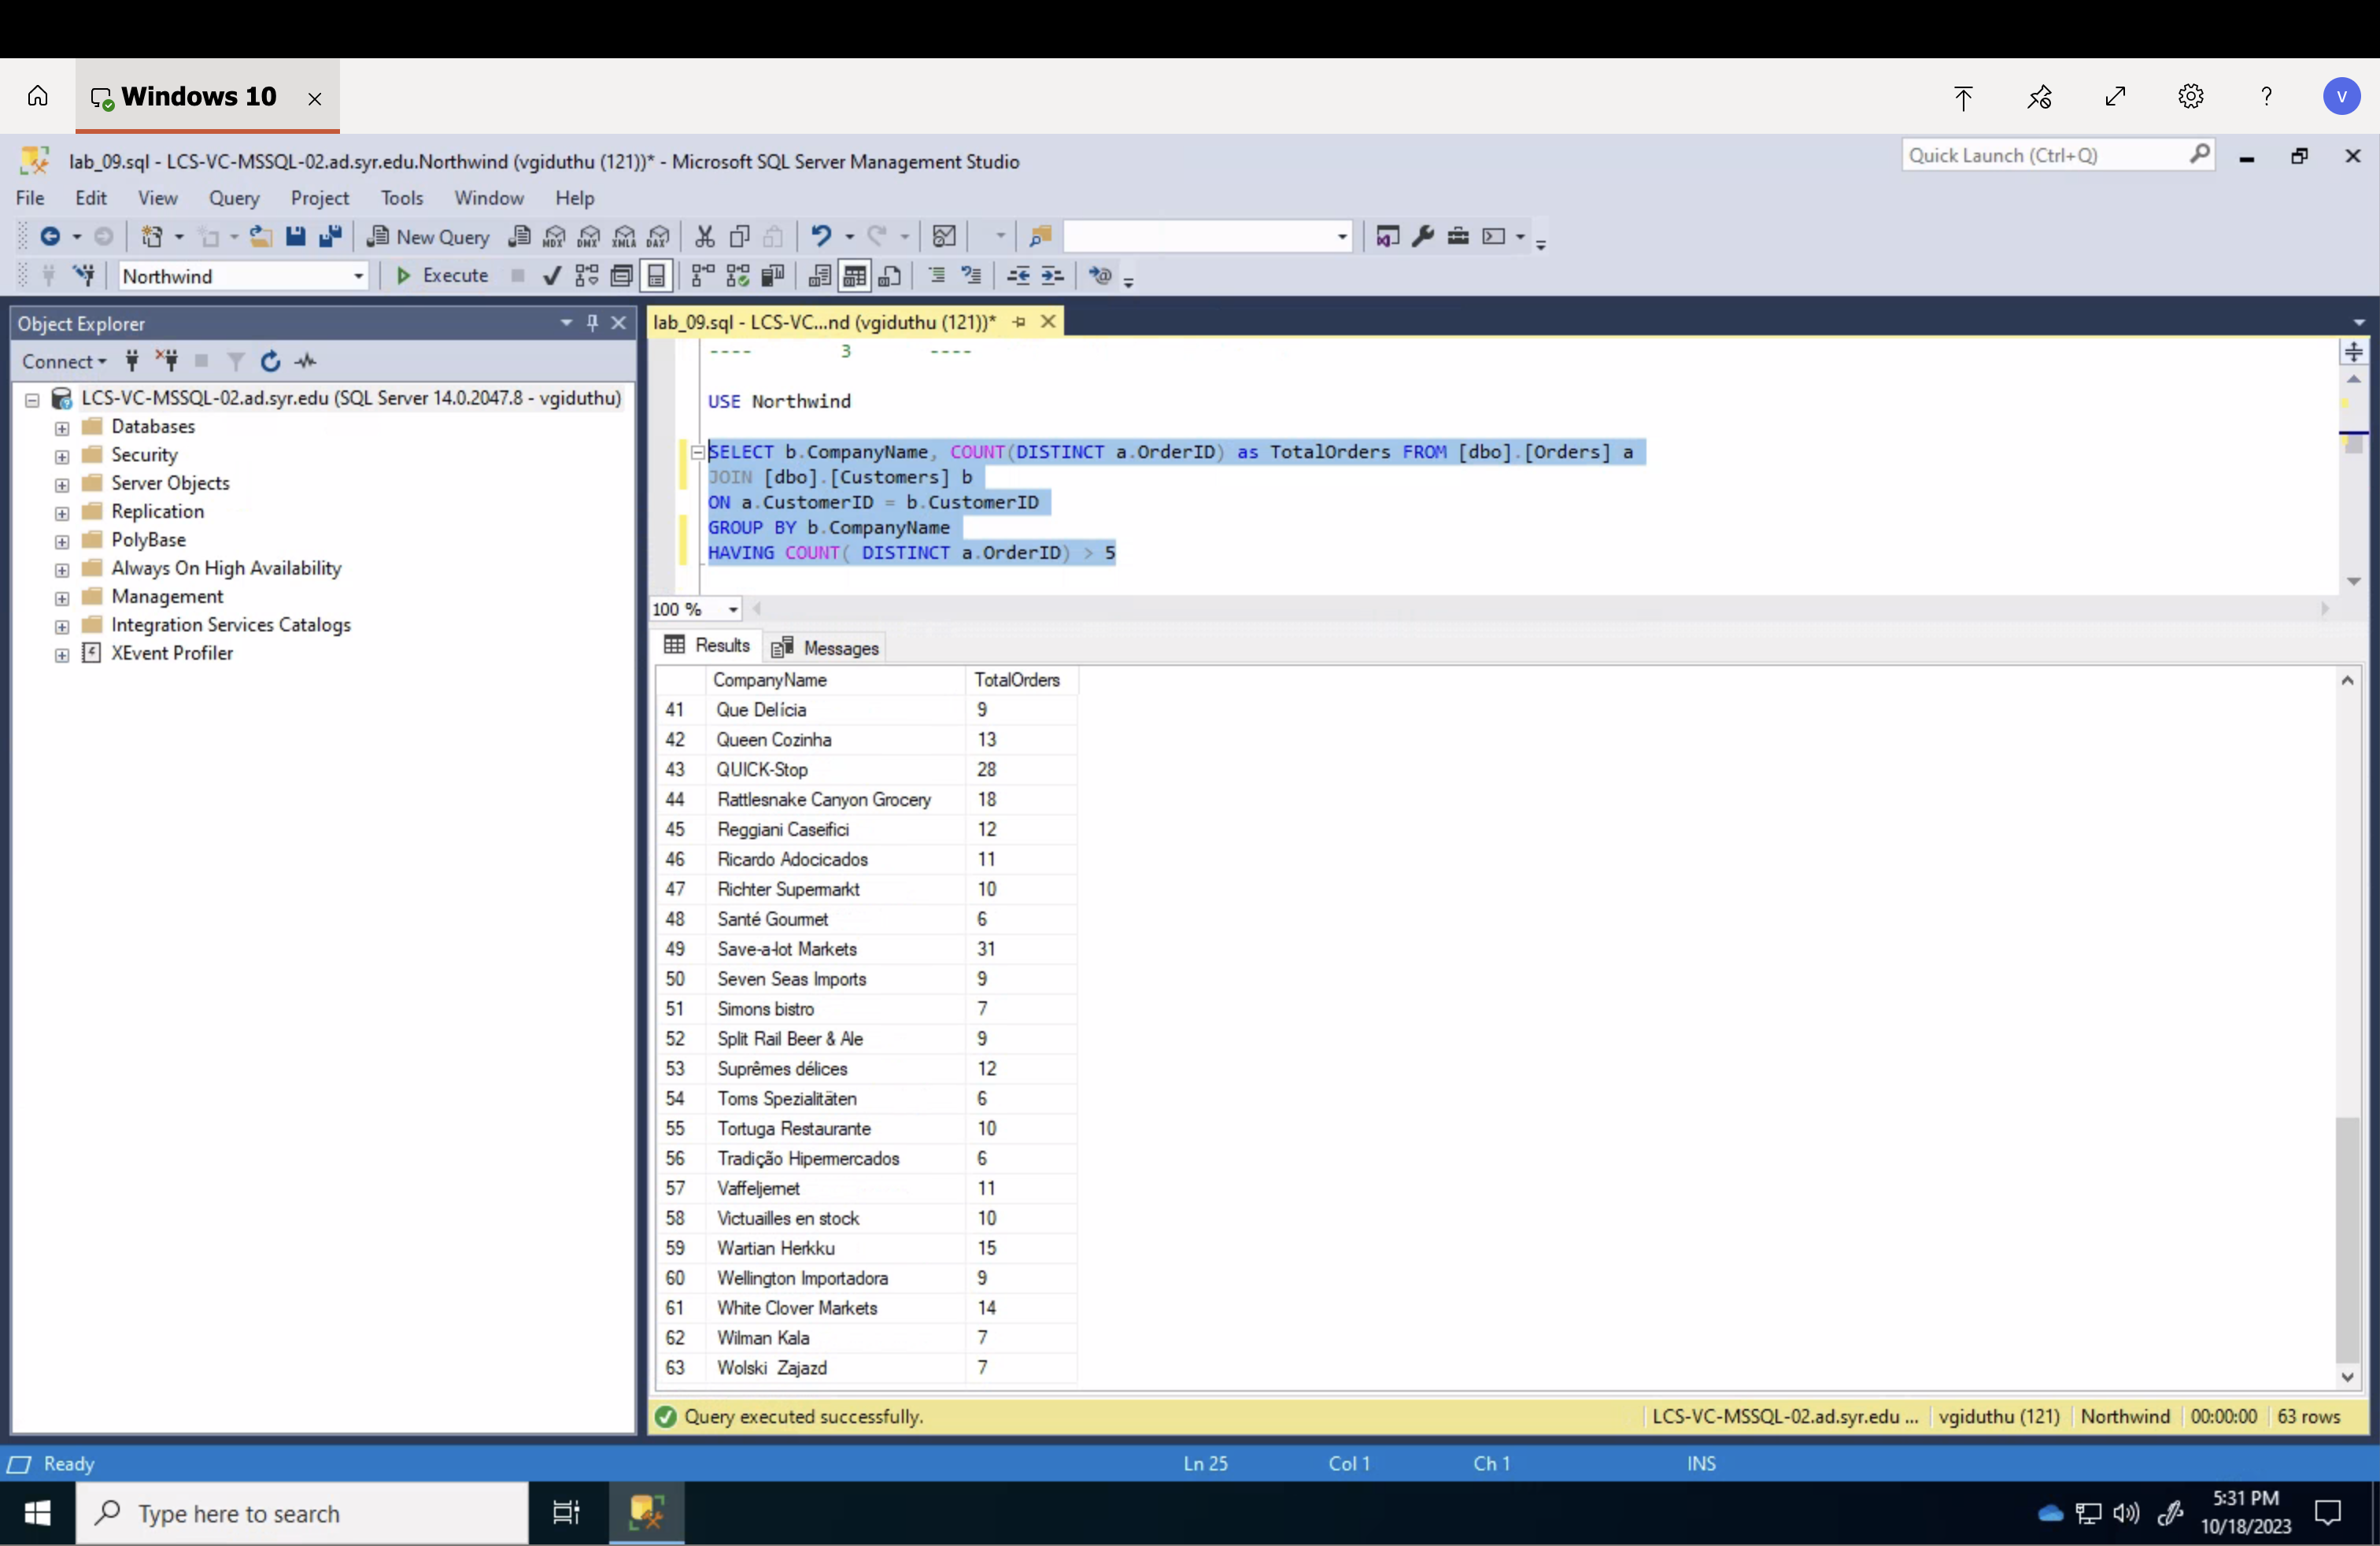 Windows 10
V
lab_09.sql - LCS-VC-MSSQL-02.ad.syr.edu.Northwind (vgiduthu (121))* - Microsoft SQL Server Management Studio
Quick Launch (Ctrl+Q)
File Edit View Query Project Tools Window Help
New Query MDX DMX XMLA DAX
Northwind Execute
Object Explorer
lab_09.sql - LCS-VC...nd (vgiduthu (121))*
Connect
LCS-VC-MSSQL-02.ad.syr.edu (SQL Server 14.0.2047.8 - vgiduthu)
Databases
Security
Server Objects
Replication
PolyBase
Always On High Availability
Management
Integration Services Catalogs
XEvent Profiler
---- 3 ----
USE Northwind
SELECT b.CompanyName, COUNT(DISTINCT a.OrderID) as TotalOrders FROM [dbo].[Orders] a
JOIN [dbo].[Customers] b
ON a.CustomerID = b.CustomerID
GROUP BY b.CompanyName
HAVING COUNT( DISTINCT a.OrderID) > 5
100 %
Results Messages
CompanyName TotalOrders
41 Que Delícia 9
42 Queen Cozinha 13
43 QUICK-Stop 28
44 Rattlesnake Canyon Grocery 18
45 Reggiani Caseifici 12
46 Ricardo Adocicados 11
47 Richter Supermarkt 10
48 Santé Gourmet 6
49 Save-a-lot Markets 31
50 Seven Seas Imports 9
51 Simons bistro 7
52 Split Rail Beer & Ale 9
53 Suprêmes délices 12
54 Toms Spezialitäten 6
55 Tortuga Restaurante 10
56 Tradição Hipermercados 6
57 Vaffeljernet 11
58 Victuailles en stock 10
59 Wartian Herkku 15
60 Wellington Importadora 9
61 White Clover Markets 14
62 Wilman Kala 7
63 Wolski Zajazd 7
Query executed successfully. LCS-VC-MSSQL-02.ad.syr.edu ... vgiduthu (121) Northwind 00:00:00 63 rows
Ready Ln 25 Col 1 Ch 1 INS
Type here to search
5:31 PM
10/18/2023